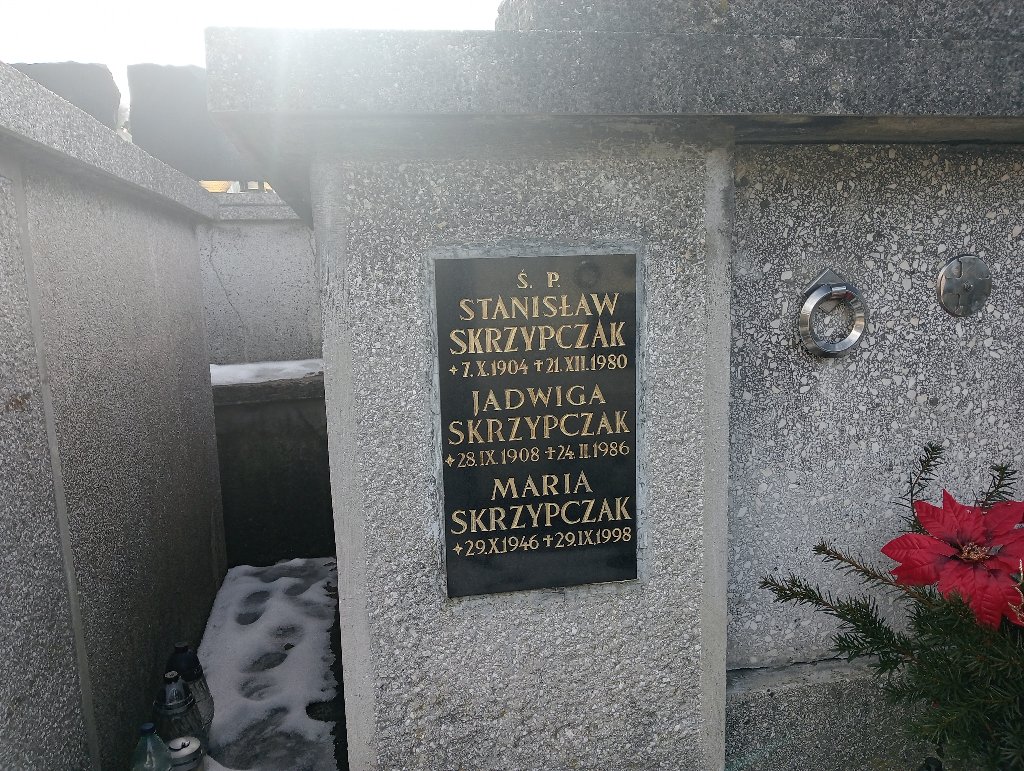 Ś. P.
STANISŁAW
SKRZYPCZAK
✦7.X.1904 ✝21.XII.1980
JADWIGA
SKRZYPCZAK
✦28.IX.1908 ✝24.II.1986
MARIA
SKRZYPCZAK
✦29.X.1946 ✝29.IX.1998